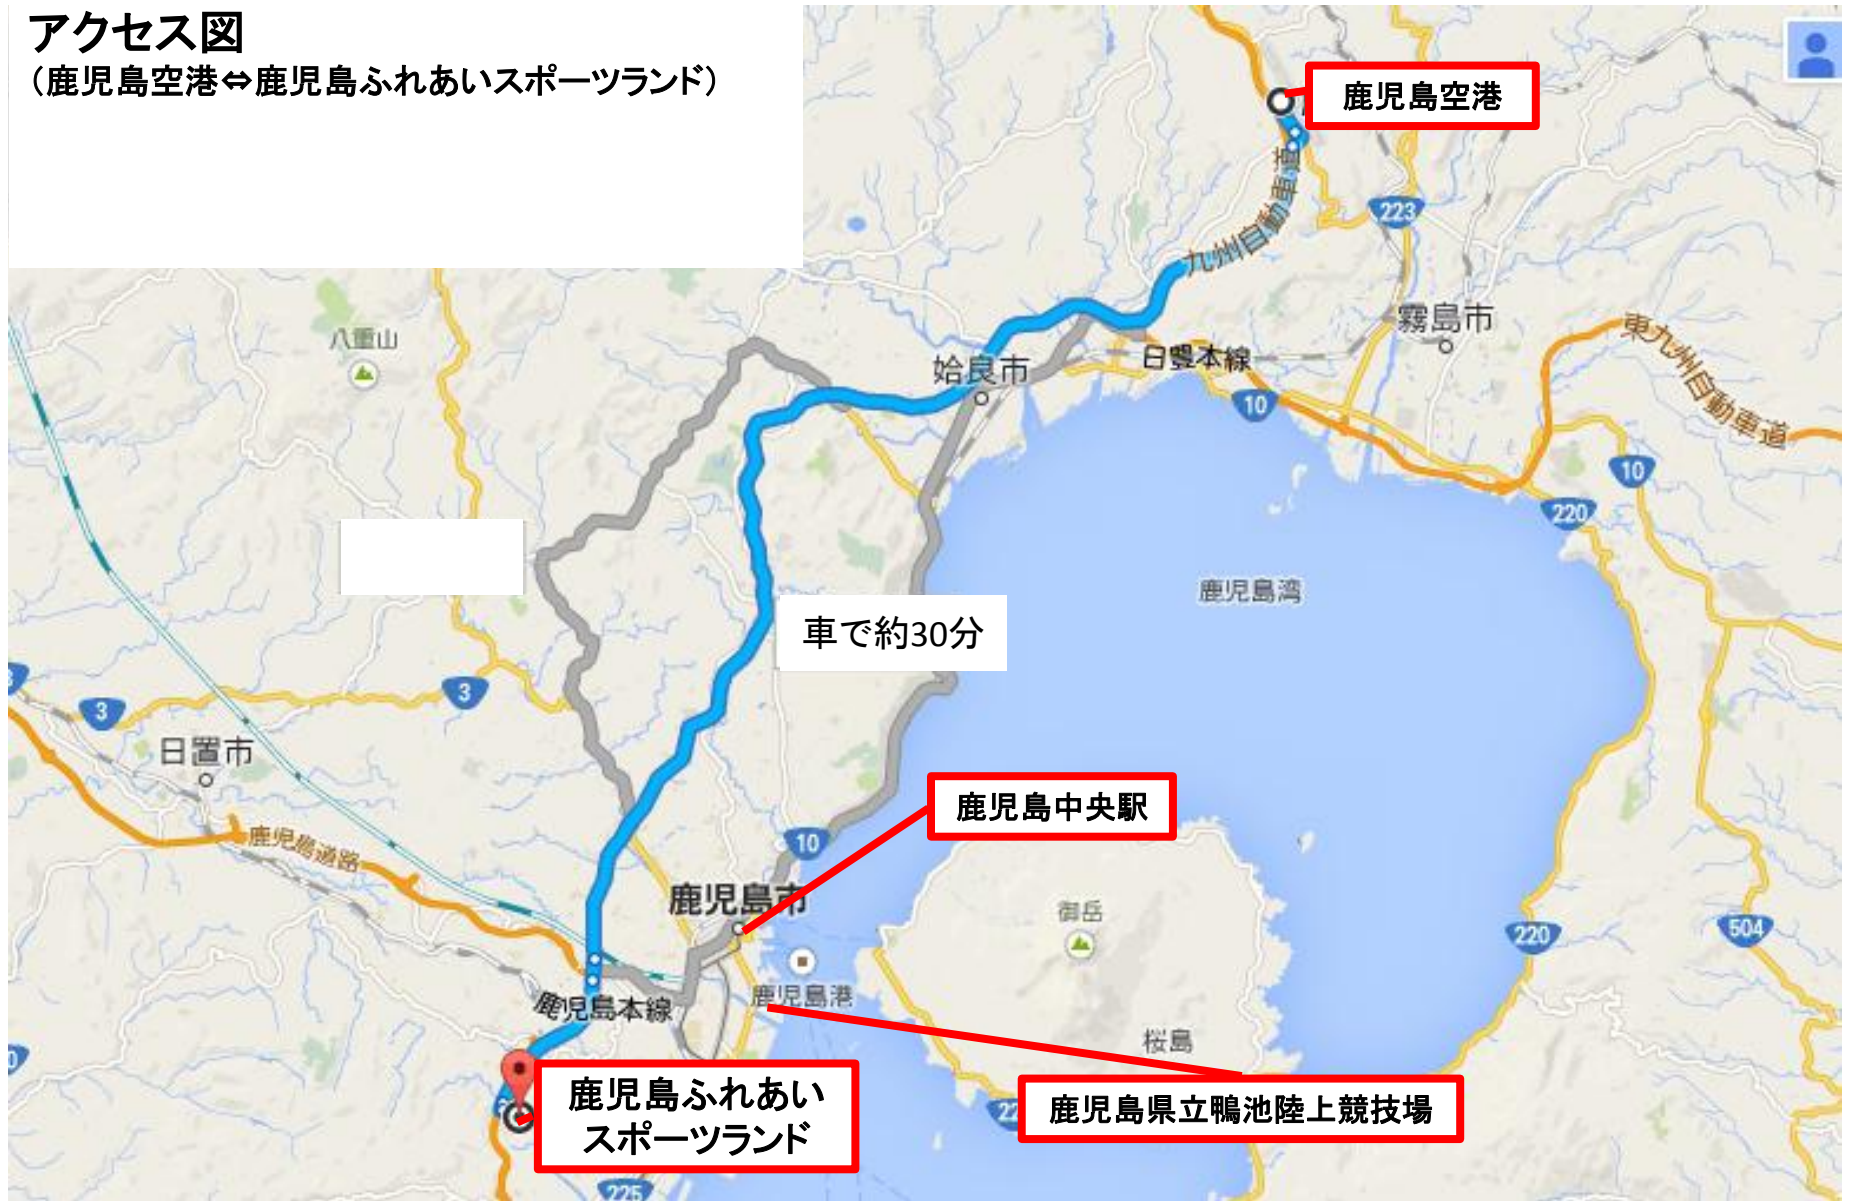 アクセス図
（鹿児島空港⇔鹿児島ふれあいスポーツランド）
鹿児島空港
九州自動車道
223
霧島市
八重山
東九州自動車道
日豊本線
姶良市
10
10
220
鹿児島湾
車で約30分
3
3
3
日置市
鹿児島中央駅
鹿児島道路
10
鹿児島市
御岳
220
504
鹿児島港
鹿児島本線
桜島
鹿児島ふれあい
スポーツランド
鹿児島県立鴨池陸上競技場
225